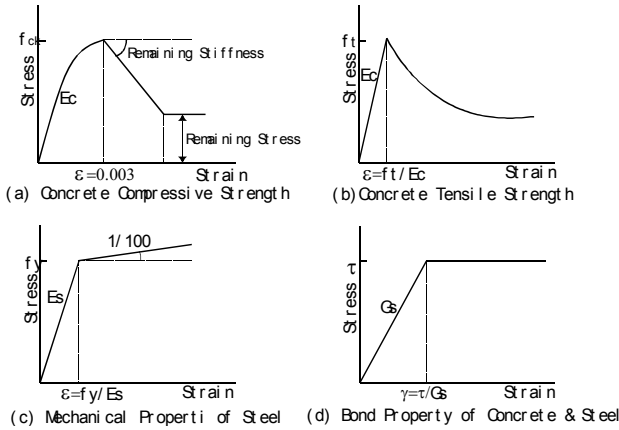 fck
Stress
Ec
Remaining Stiffness
Remaining Stress
ε=0.003
Strain
(a) Concrete Compressive Strength
ft
Stress
Ec
ε=ft/Ec
Strain
(b)Concrete Tensile Strength
fy
Stress
Es
1/100
ε=fy/Es
Strain
(c) Mechanical Properti of Steel
Stress τ
Gs
γ=τ/Gs
Strain
(d) Bond Property of Concrete & Steel